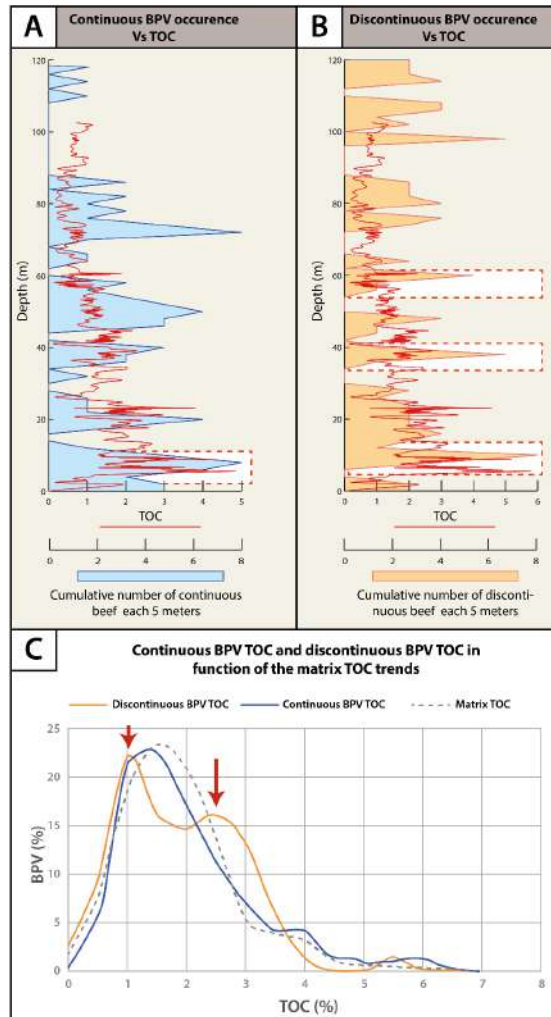 A
Continuous BPV occurence
Vs TOC
120
100
80
60
40
20
0
Depth (m)
0 1 2 3 4 5
TOC
0 2 4 6 8
Cumulative number of continuous
beef each 5 meters
B
Discontinuous BPV occurence
Vs TOC
120
100
80
60
40
20
0
Depth (m)
0 1 2 3 4 5 6
TOC
0 2 4 6 8
Cumulative number of disconti-
nuous beef each 5 meters
C
Continuous BPV TOC and discontinuous BPV TOC in
function of the matrix TOC trends
Discontinuous BPV TOC Continuous BPV TOC Matrix TOC
25
20
15
10
5
0
BPV (%)
0 1 2 3 4 5 6 7 8
TOC (%)